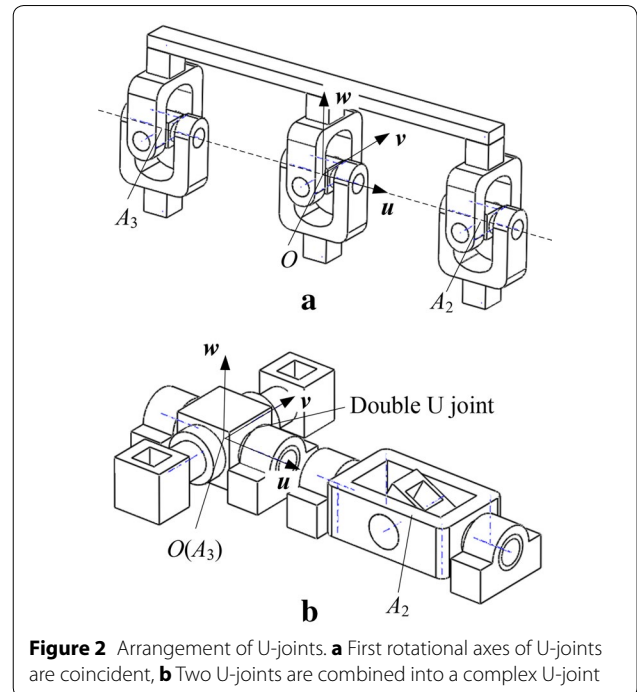 w
v
A3
u
O
A2
a
w
v
Double U joint
u
O(A3)
A2
b
Figure 2 Arrangement of U-joints. a First rotational axes of U-joints
are coincident, b Two U-joints are combined into a complex U-joint